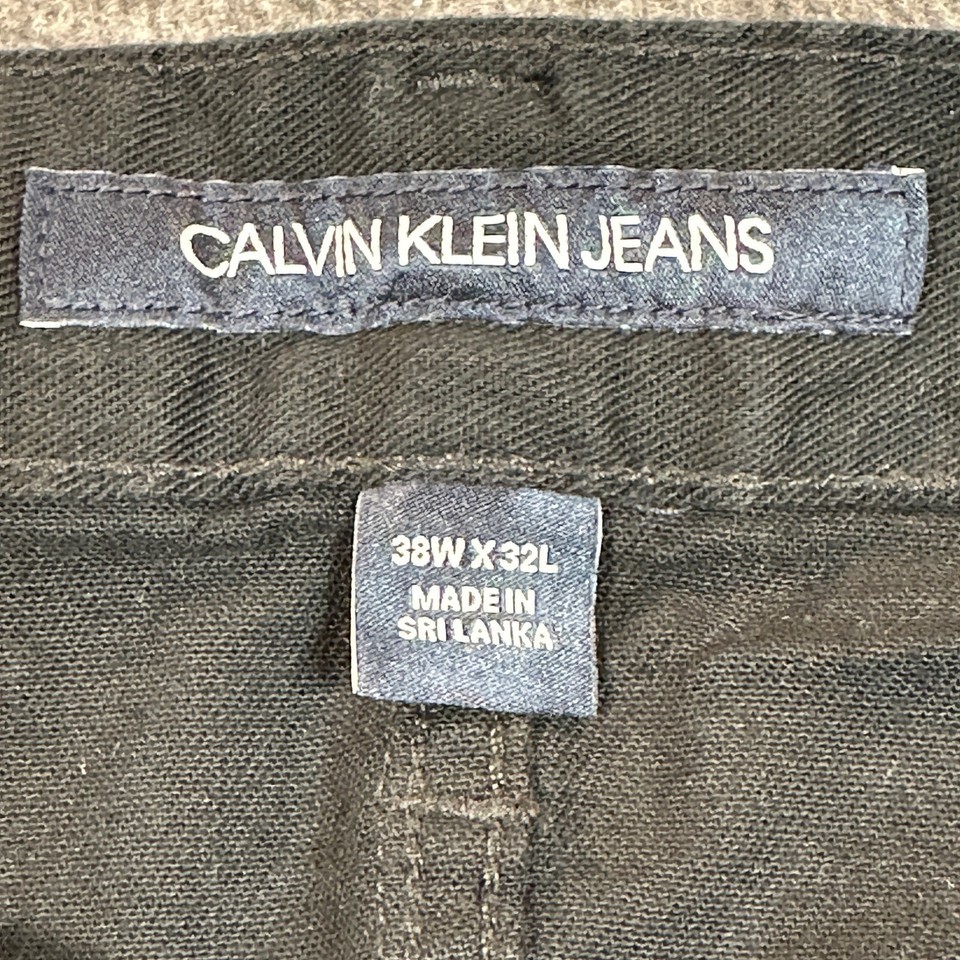 CALVIN KLEIN JEANS
38W X 32L
MADE IN
SRI LANKA